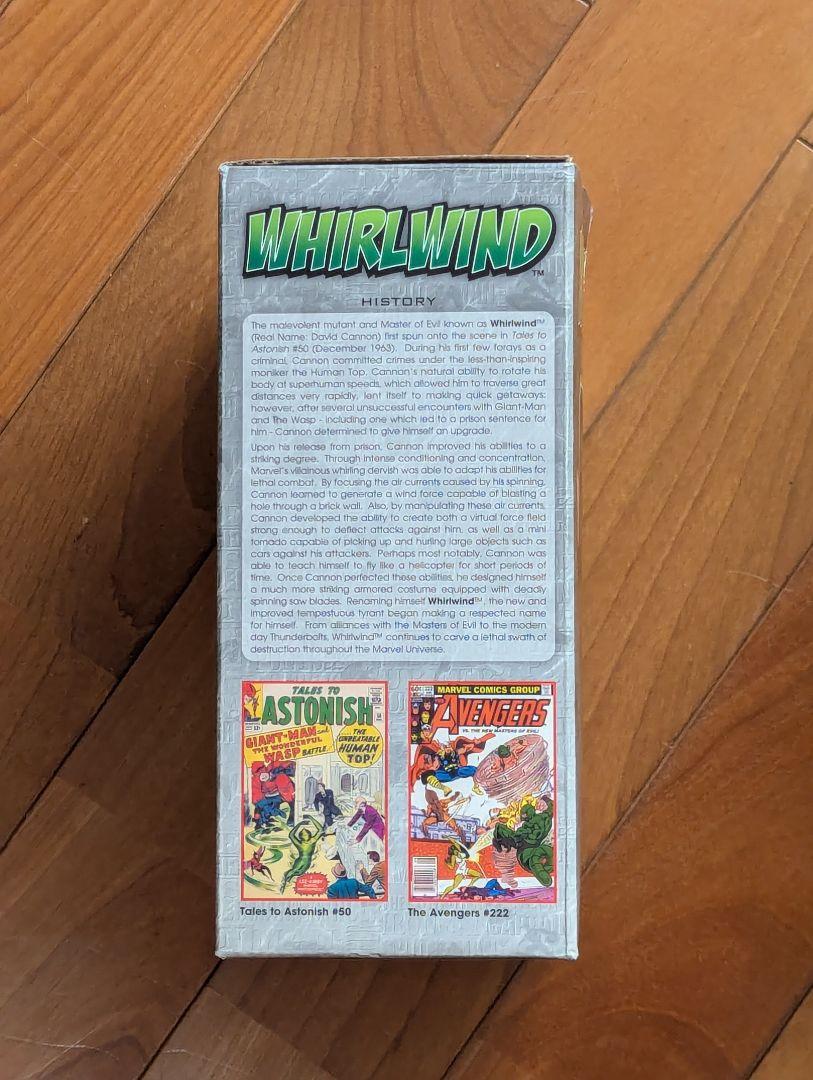 WHIRLWIND™
HISTORY
The malevolent mutant and Master of Evil known as Whirlwind™
(Real Name: David Cannon) first spun onto the scene in Tales to
Astonish #50 (December 1963). During his first few forays as a
criminal, Cannon committed crimes under the less-than-inspiring
moniker the Human Top. Cannon's natural ability to rotate his
body at superhuman speeds, which allowed him to traverse great
distances very rapidly, lent itself to making quick getaways;
however, after several unsuccessful encounters with Giant-Man
and The Wasp - including one which led to a prison sentence for
him - Cannon determined to give himself an upgrade.
Upon his release from prison, Cannon improved his abilities to a
striking degree. Through intense conditioning and concentration,
Marvel's villainous whirling dervish was able to adapt his abilities for
lethal combat. By focusing the air currents caused by his spinning,
Cannon learned to generate a wind force capable of blasting a
hole through a brick wall. Also, by manipulating these air currents,
Cannon developed the ability to create both a virtual force field
strong enough to deflect attacks against him, as well as a mini
tornado capable of picking up and hurling large objects such as
cars against his attackers. Perhaps most notably, Cannon was
able to teach himself to fly like a helicopter for short periods of
time. Once Cannon perfected these abilities, he designed himself
a much more striking armored costume equipped with deadly
spinning saw blades. Renaming himself Whirlwind™, the new and
improved tempestuous tyrant began making a respected name
for himself. From alliances with the Masters of Evil to the modern
day Thunderbolts, Whirlwind™ continues to carve a lethal swath of
destruction throughout the Marvel Universe.
TALES TO
ASTONISH
GIANT-MAN and
THE WONDERFUL
WASP BATTLE..
THE
UNBEATABLE
HUMAN
TOP!
MARVEL COMICS GROUP
AVENGERS
VS. THE NEW MASTERS OF EVIL!
Tales to Astonish #50
The Avengers #222